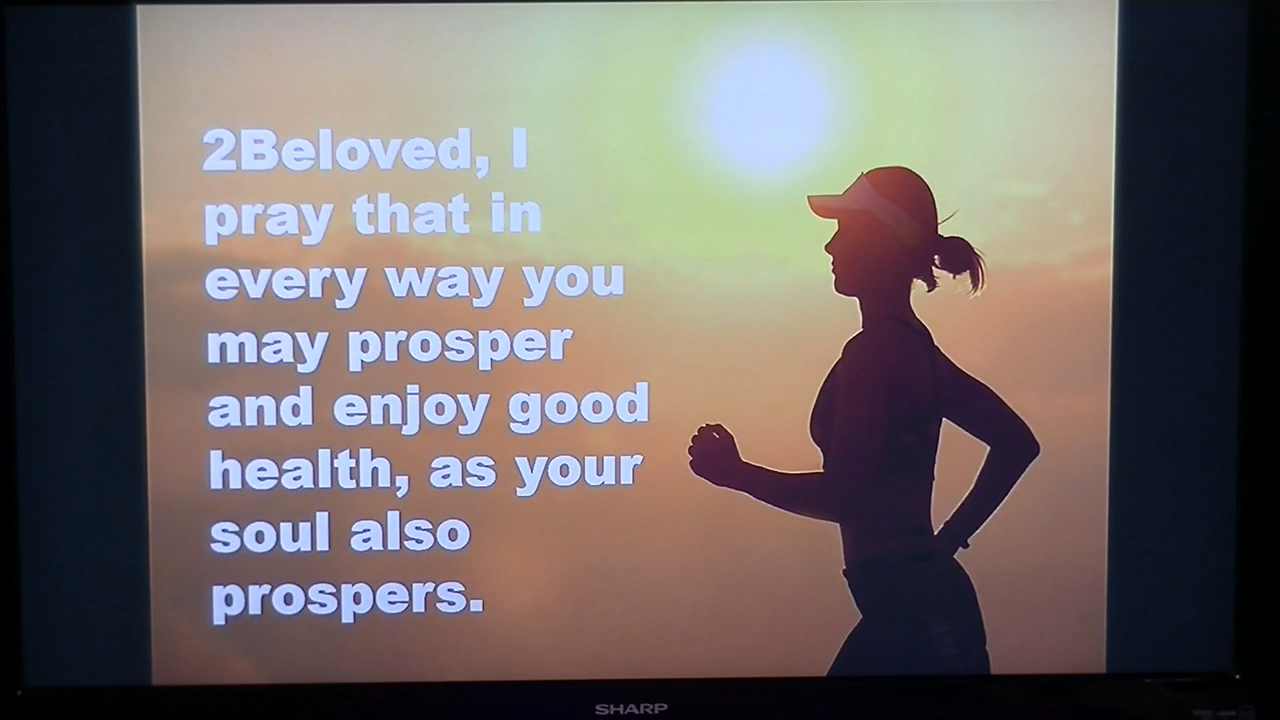 2Beloved, I
pray that in
every way you
may prosper
and enjoy good
health, as your
soul also
prospers.
SHARP